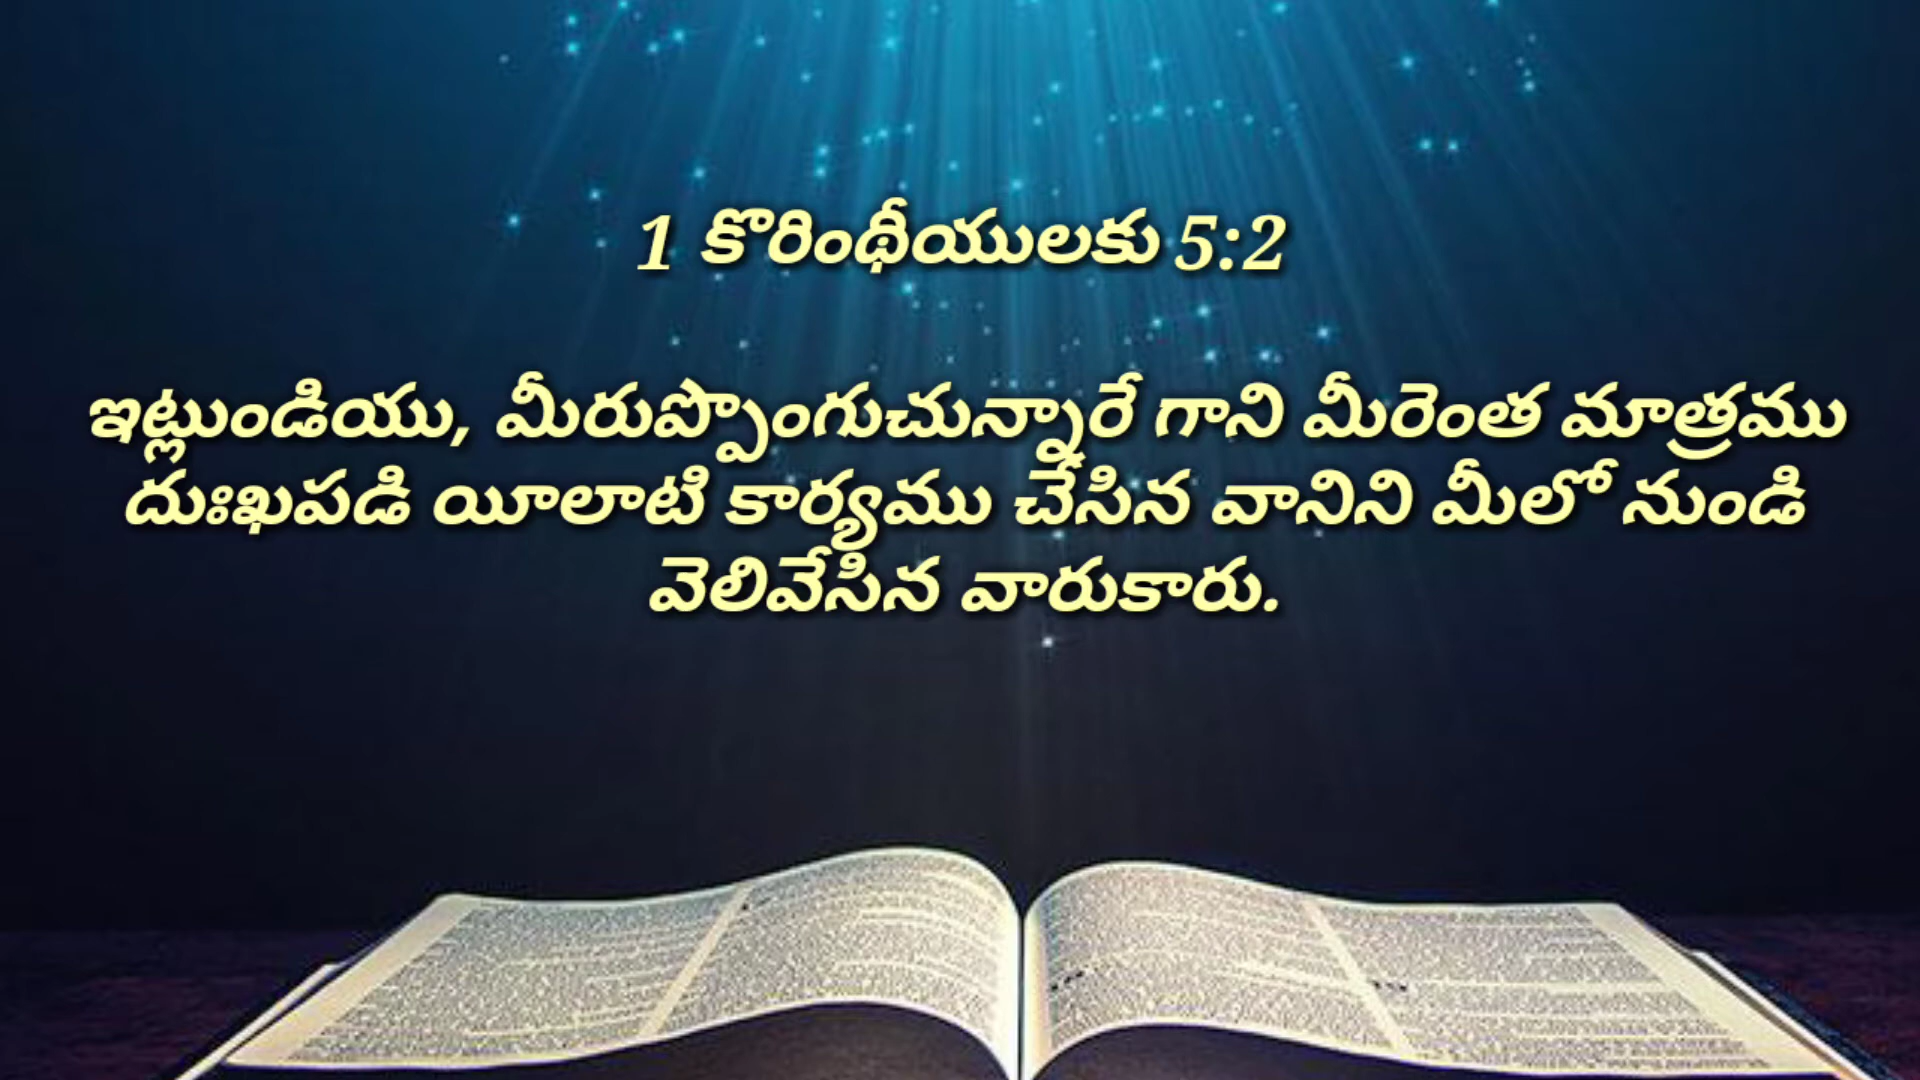 1 కొరింథీయులకు 5:2
ఇట్లుండియు, మీరుప్పొంగుచున్నారే గాని మీరెంత మాత్రము
దుఃఖపడి యీలాటి కార్యము చేసిన వానిని మీలో నుండి
వెలివేసిన వారుకారు.